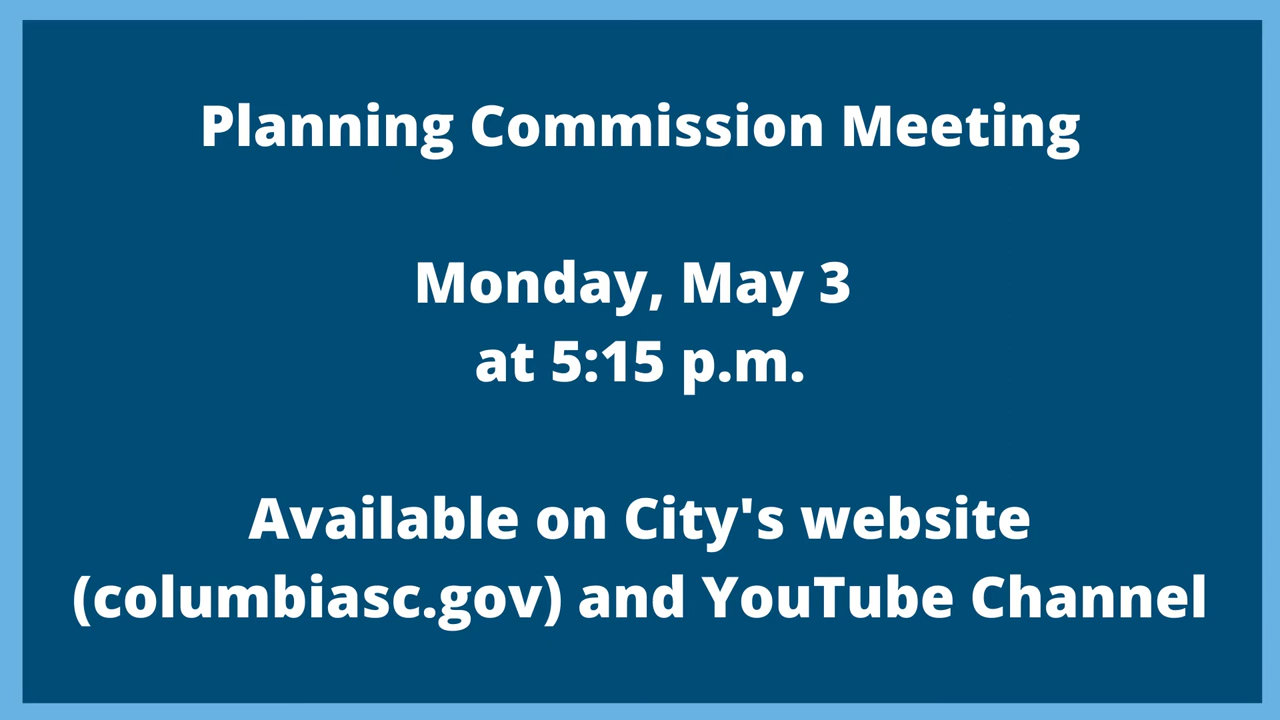 Planning Commission Meeting
Monday, May 3
at 5:15 p.m.
Available on City's website
(columbiasc.gov) and YouTube Channel